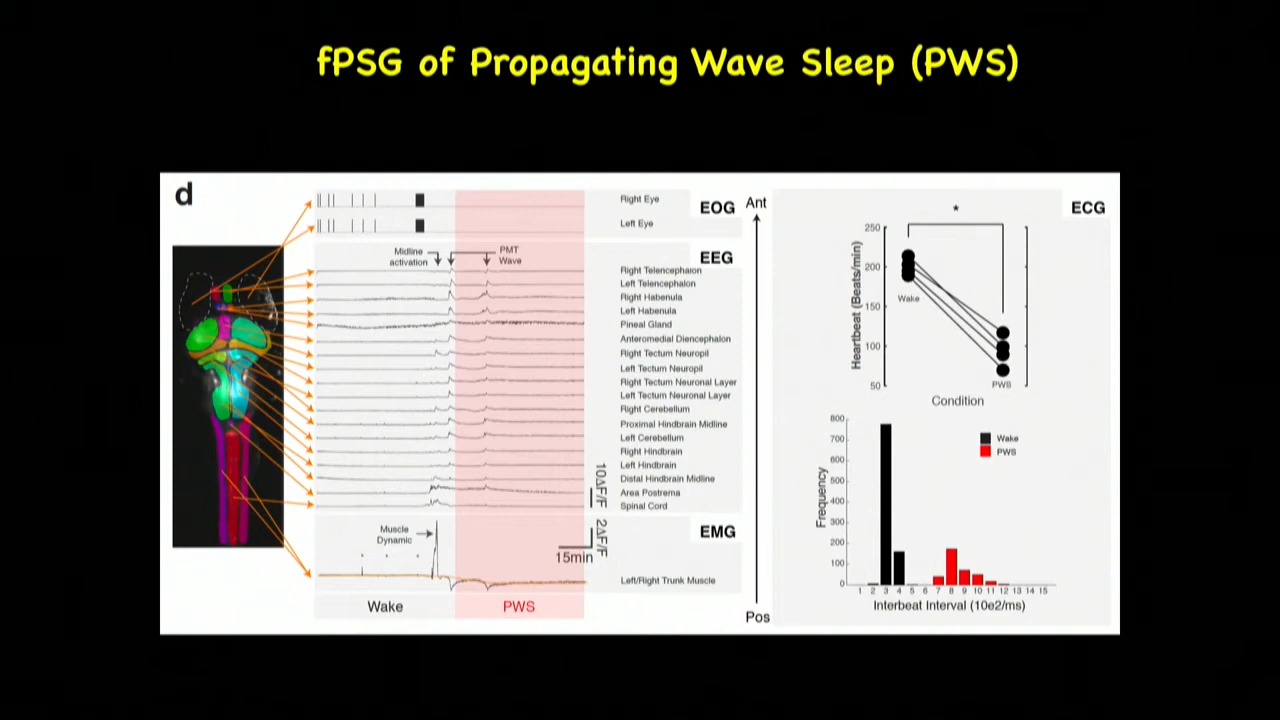 fPSG of Propagating Wave Sleep (PWS)
d
Right Eye
Left Eye
EOG
Ant
Midline
activation
PMT
Wave
EEG
Right Telencephalon
Left Telencephalon
Right Habenula
Left Habenula
Pineal Gland
Anteromedial Diencephalon
Right Tectum Neuropil
Left Tectum Neuropil
Right Tectum Neuronal Layer
Left Tectum Neuronal Layer
Right Cerebellum
Proximal Hindbrain Midline
Left Cerebellum
Right Hindbrain
Left Hindbrain
Distal Hindbrain Midline
Area Postrema
Spinal Cord
10ΔF/F
Muscle
Dynamic
2ΔF/F
15min
EMG
Left/Right Trunk Muscle
Wake
PWS
Pos
ECG
*
250
200
150
100
50
Heartbeat (Beats/min)
Wake
PWS
Condition
800
700
600
500
400
300
200
100
0
Frequency
Wake
PWS
1 2 3 4 5 6 7 8 9 10 11 12 13 14 15
Interbeat Interval (10e2/ms)